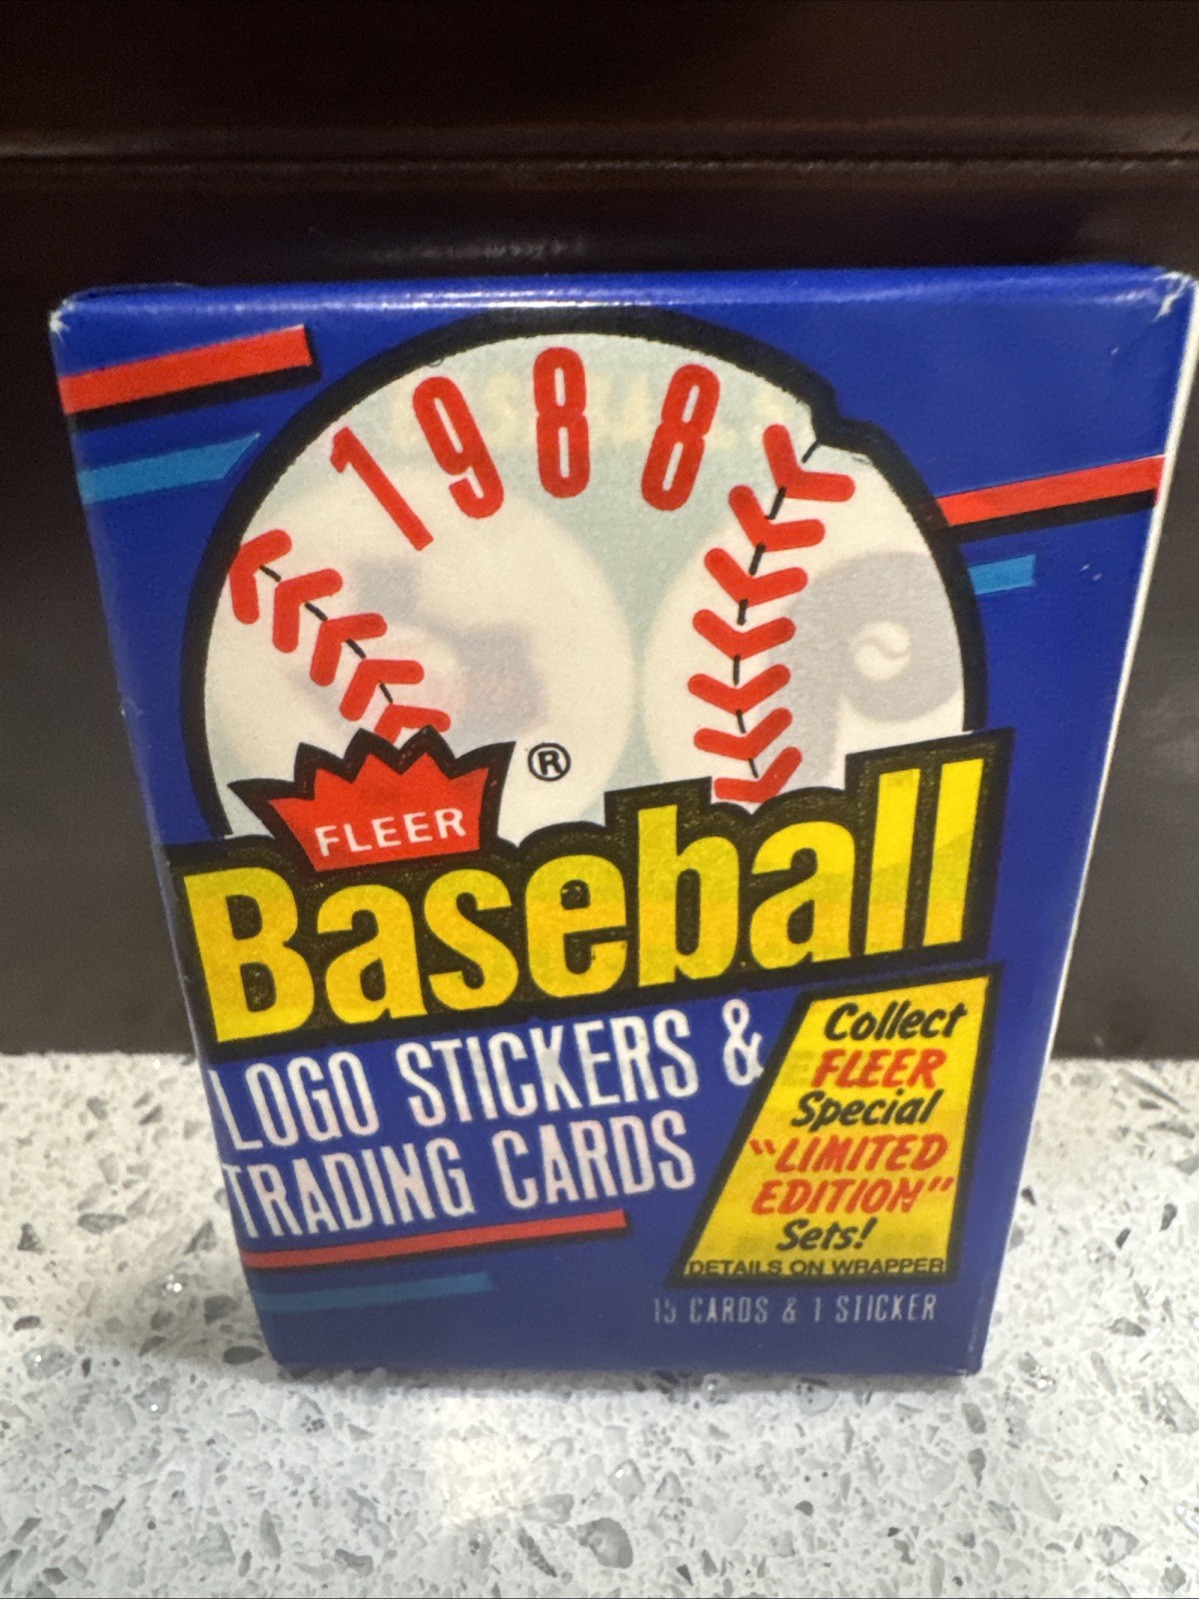 1988
FLEER
®
Baseball
LOGO STICKERS &
TRADING CARDS
Collect
FLEER
Special
"LIMITED
EDITION"
Sets!
DETAILS ON WRAPPER
15 CARDS & 1 STICKER